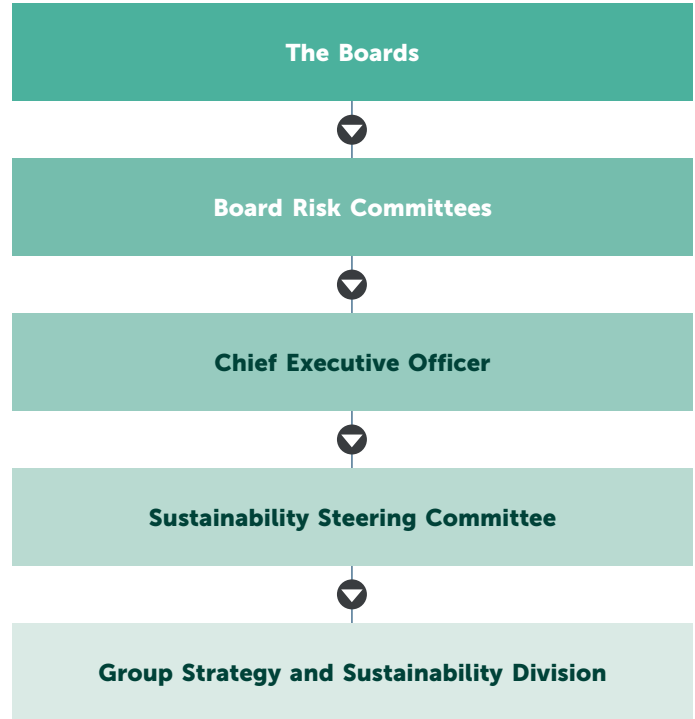 The Boards
Board Risk Committees
Chief Executive Officer
Sustainability Steering Committee
Group Strategy and Sustainability Division